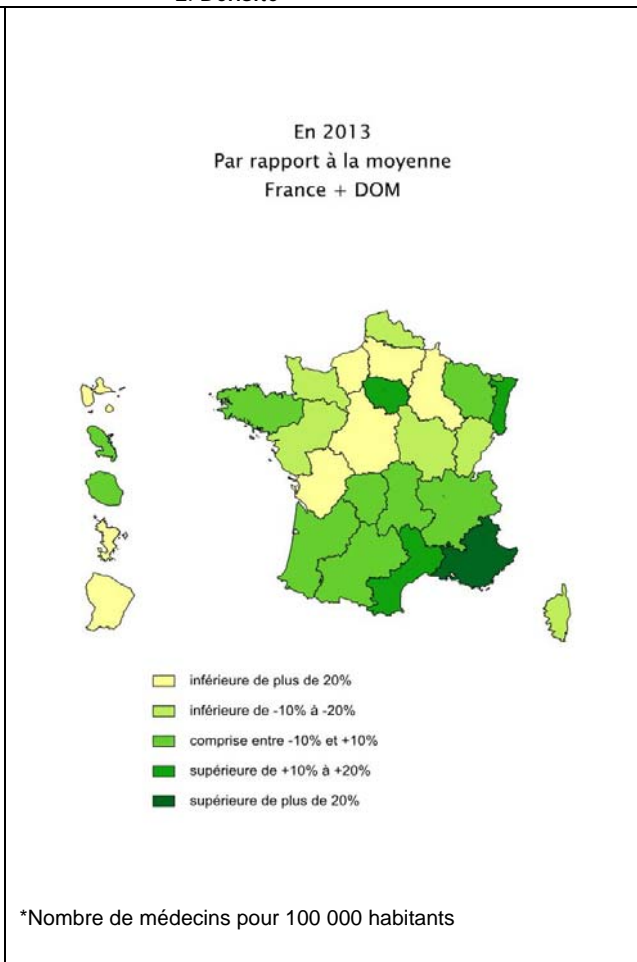 2. Densité
En 2013
Par rapport à la moyenne
France + DOM
inférieure de plus de 20%
inférieure de -10% à -20%
comprise entre -10% et +10%
supérieure de +10% à +20%
supérieure de plus de 20%
*Nombre de médecins pour 100 000 habitants